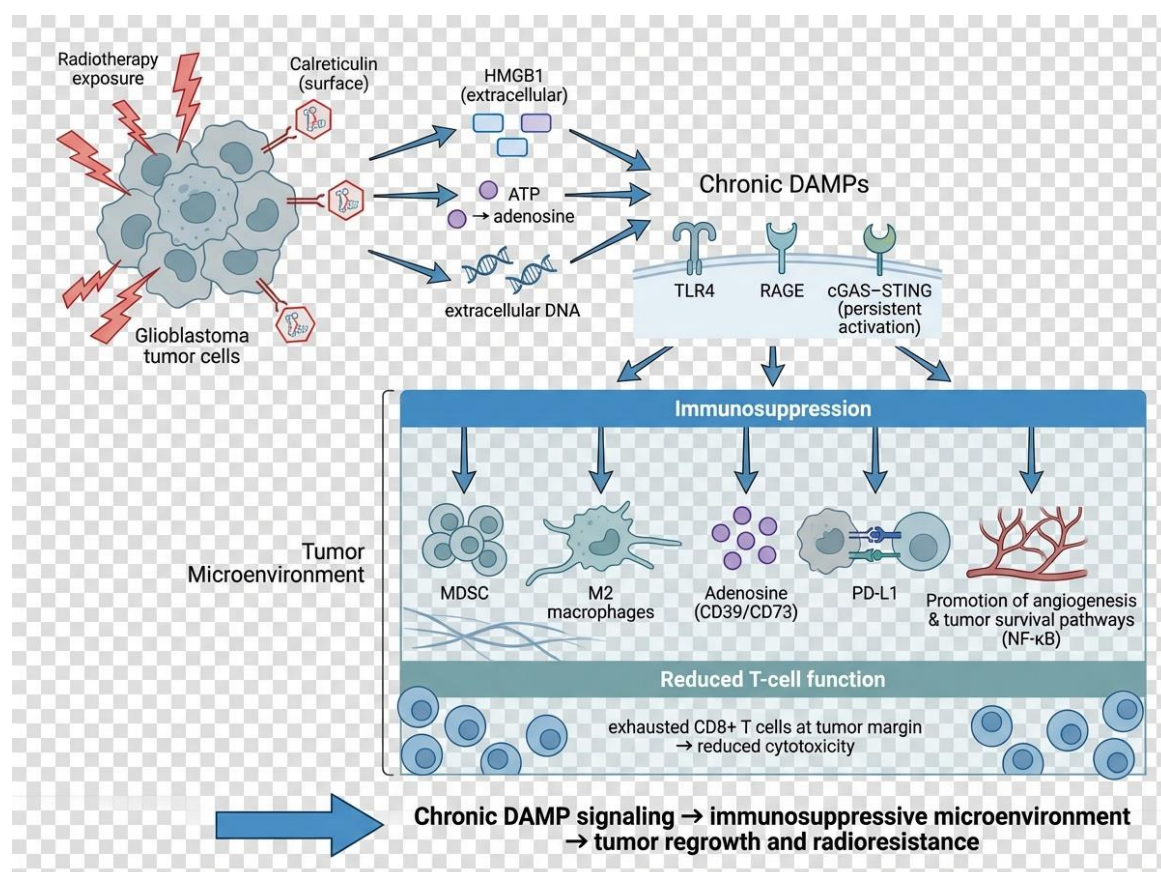 Radiotherapy
exposure
Calreticulin
(surface)
HMGB1
(extracellular)
ATP
→ adenosine
extracellular DNA
Glioblastoma
tumor cells
Chronic DAMPs
TLR4
RAGE
cGAS–STING
(persistent
activation)
Immunosuppression
Tumor
Microenvironment
MDSC
M2
macrophages
Adenosine
(CD39/CD73)
PD-L1
Promotion of angiogenesis
& tumor survival pathways
(NF-κB)
Reduced T-cell function
exhausted CD8+ T cells at tumor margin
→ reduced cytotoxicity
Chronic DAMP signaling → immunosuppressive microenvironment
→ tumor regrowth and radioresistance